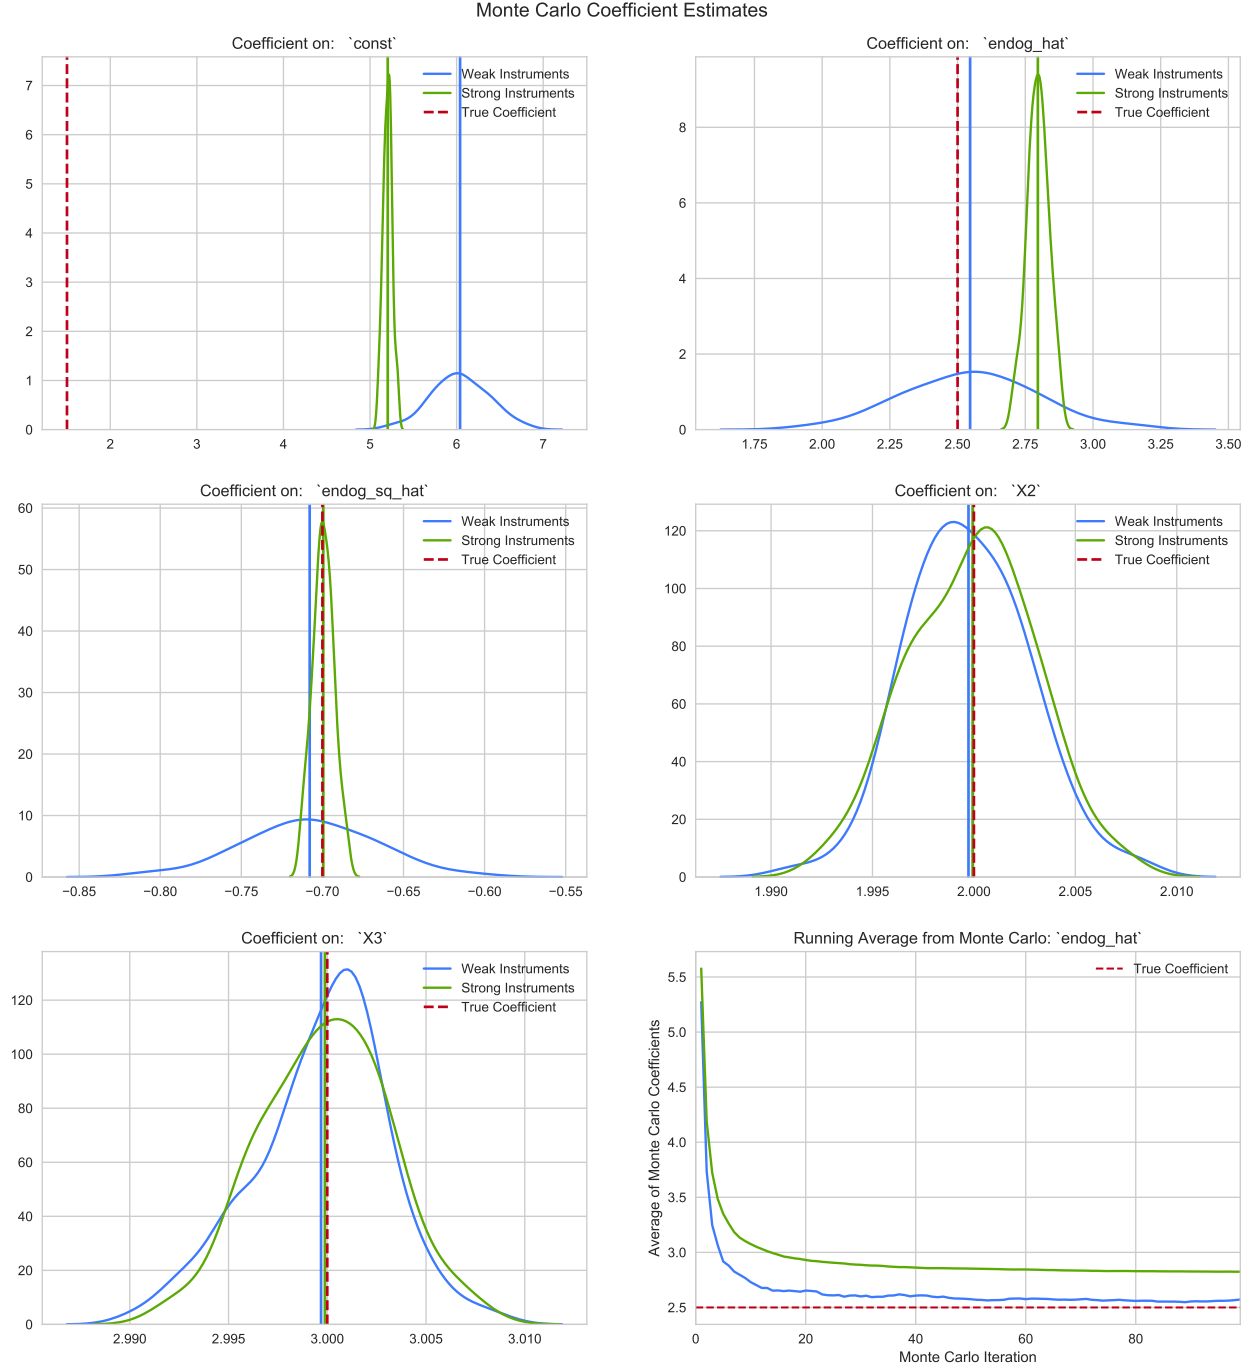 Monte Carlo Coefficient Estimates
Coefficient on:   `const`
Weak Instruments
Strong Instruments
True Coefficient
7
6
5
4
3
2
1
0
2 3 4 5 6 7
Coefficient on:   `endog_hat`
Weak Instruments
Strong Instruments
True Coefficient
8
6
4
2
0
1.75 2.00 2.25 2.50 2.75 3.00 3.25 3.50
Coefficient on:   `endog_sq_hat`
Weak Instruments
Strong Instruments
True Coefficient
60
50
40
30
20
10
0
−0.85 −0.80 −0.75 −0.70 −0.65 −0.60 −0.55
Coefficient on:   `X2`
Weak Instruments
Strong Instruments
True Coefficient
120
100
80
60
40
20
0
1.990 1.995 2.000 2.005 2.010
Coefficient on:   `X3`
Weak Instruments
Strong Instruments
True Coefficient
120
100
80
60
40
20
0
2.990 2.995 3.000 3.005 3.010
Running Average from Monte Carlo: `endog_hat`
True Coefficient
Average of Monte Carlo Coefficients
5.5
5.0
4.5
4.0
3.5
3.0
2.5
0 20 40 60 80
Monte Carlo Iteration